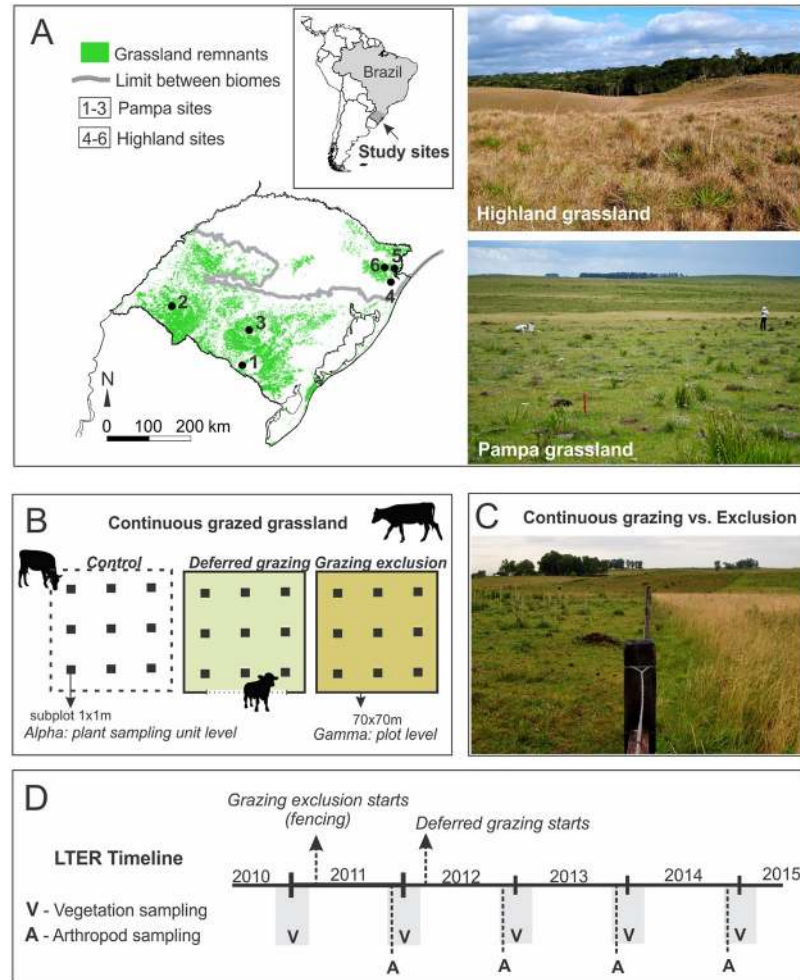 A
Grassland remnants
Limit between biomes
1-3 Pampa sites
4-6 Highland sites
Brazil
Study sites
Highland grassland
Pampa grassland
5
6
4
2
3
1
N
0 100 200 km
B
Continuous grazed grassland
Control
Deferred grazing
Grazing exclusion
subplot 1x1m
Alpha: plant sampling unit level
70x70m
Gamma: plot level
C
Continuous grazing vs. Exclusion
D
Grazing exclusion starts
(fencing)
Deferred grazing starts
LTER Timeline
2010 2011 2012 2013 2014 2015
V - Vegetation sampling
A - Arthropod sampling
V V V V V
A A A A